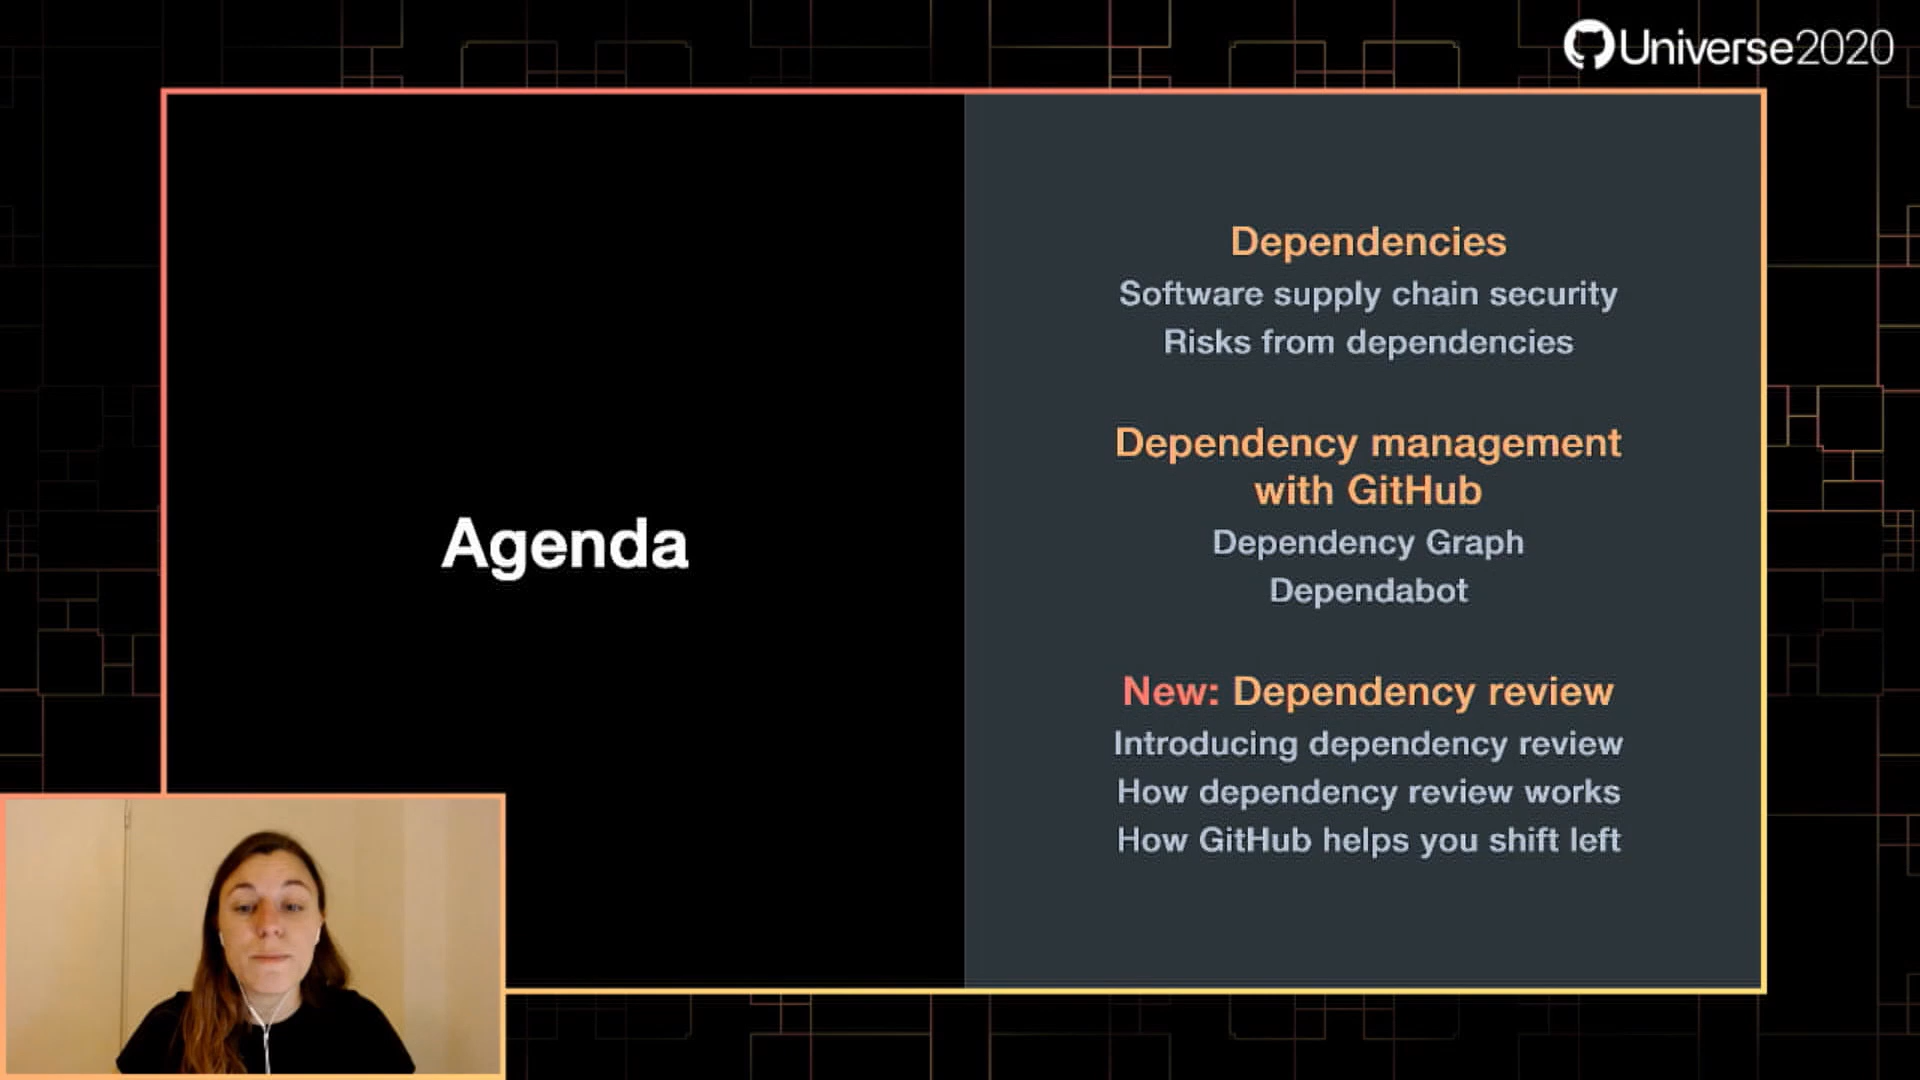 Universe2020
Agenda
Dependencies
Software supply chain security
Risks from dependencies
Dependency management
with GitHub
Dependency Graph
Dependabot
New: Dependency review
Introducing dependency review
How dependency review works
How GitHub helps you shift left